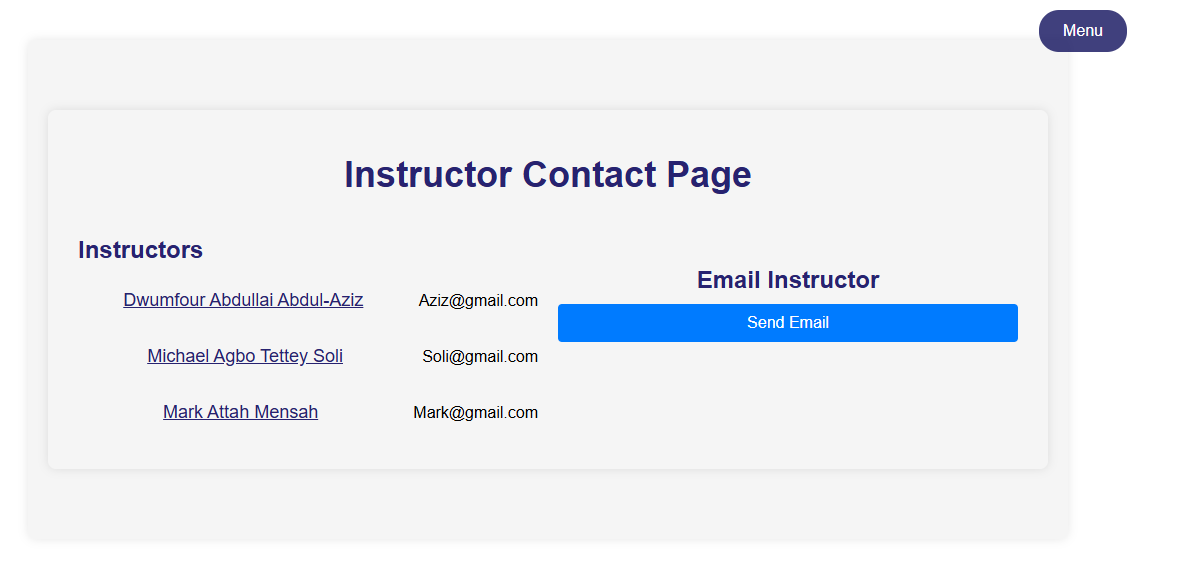 Menu
Instructor Contact Page
Instructors
Dwumfour Abdullai Abdul-Aziz Aziz@gmail.com
Michael Agbo Tettey Soli Soli@gmail.com
Mark Attah Mensah Mark@gmail.com
Email Instructor
Send Email